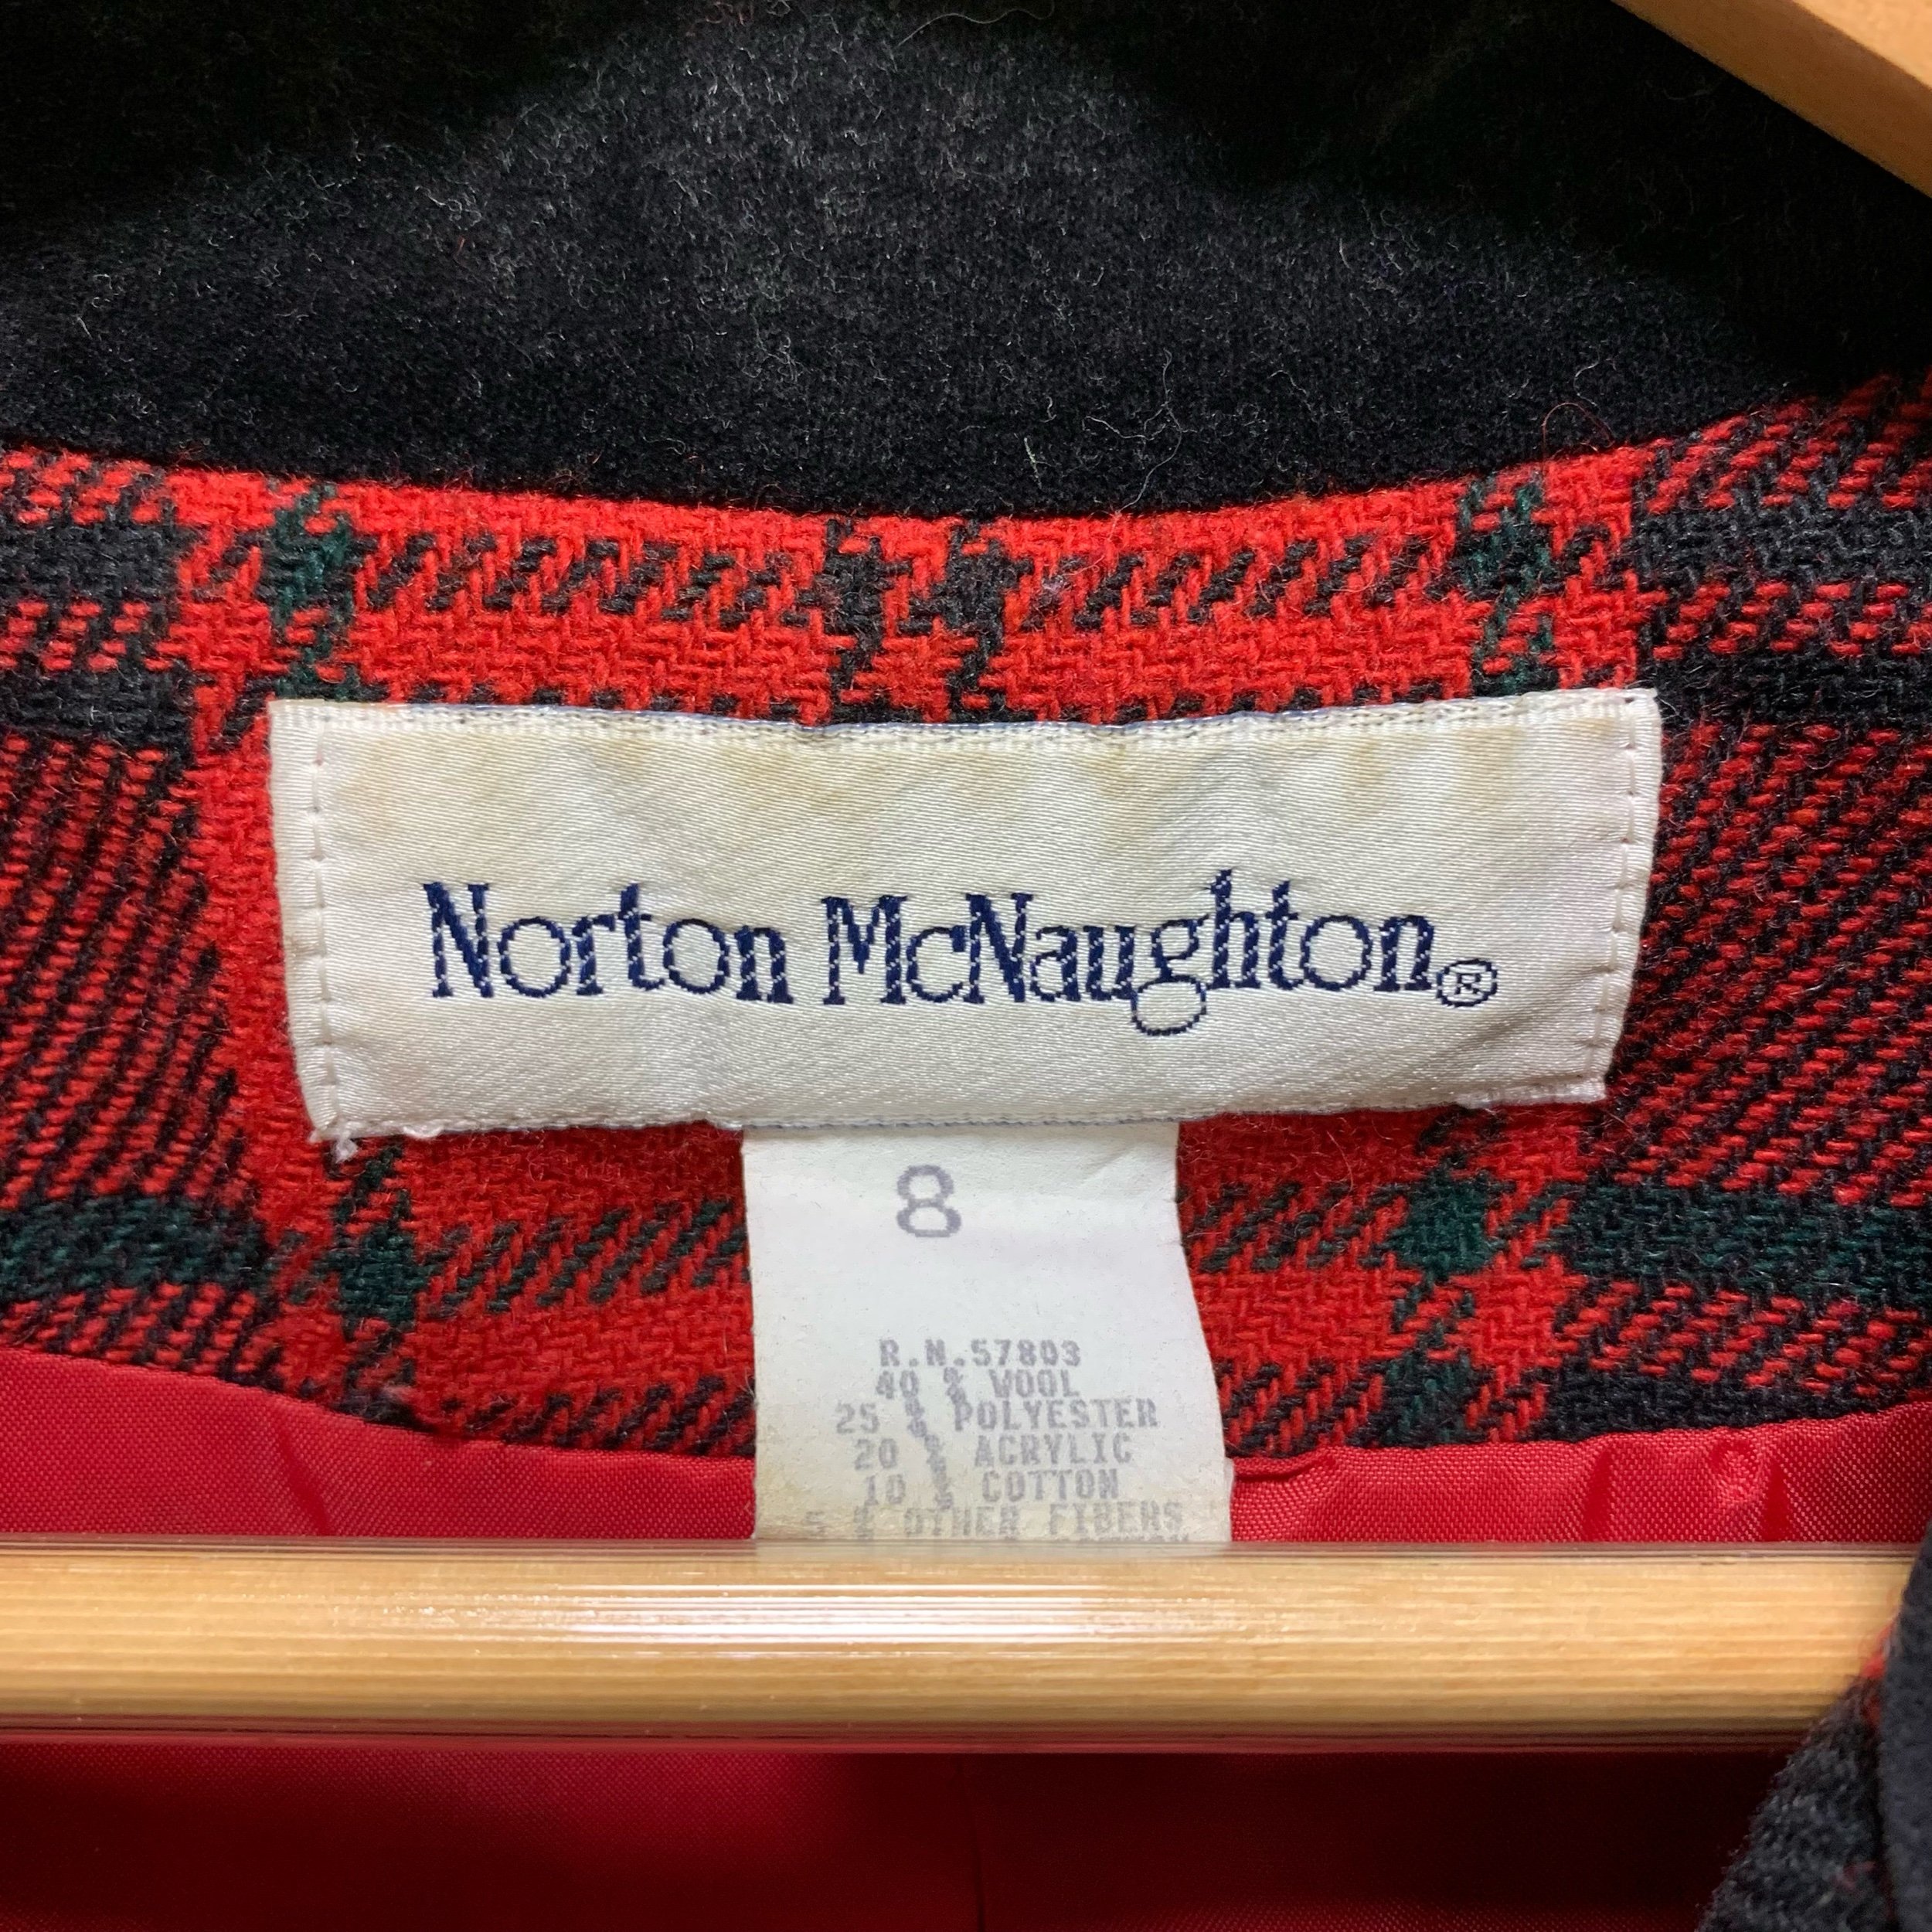 Norton McNaughton®
8
R.N.57803
40 % WOOL
25 % POLYESTER
20 % ACRYLIC
10 % COTTON
5 % OTHER FIBERS